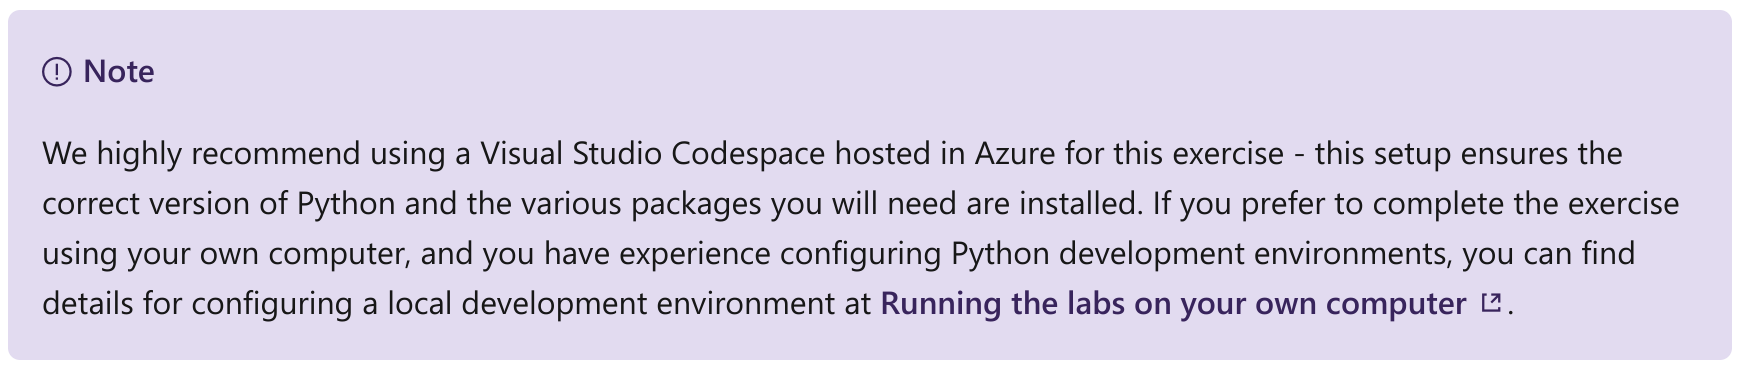 Note
We highly recommend using a Visual Studio Codespace hosted in Azure for this exercise - this setup ensures the
correct version of Python and the various packages you will need are installed. If you prefer to complete the exercise
using your own computer, and you have experience configuring Python development environments, you can find
details for configuring a local development environment at Running the labs on your own computer.